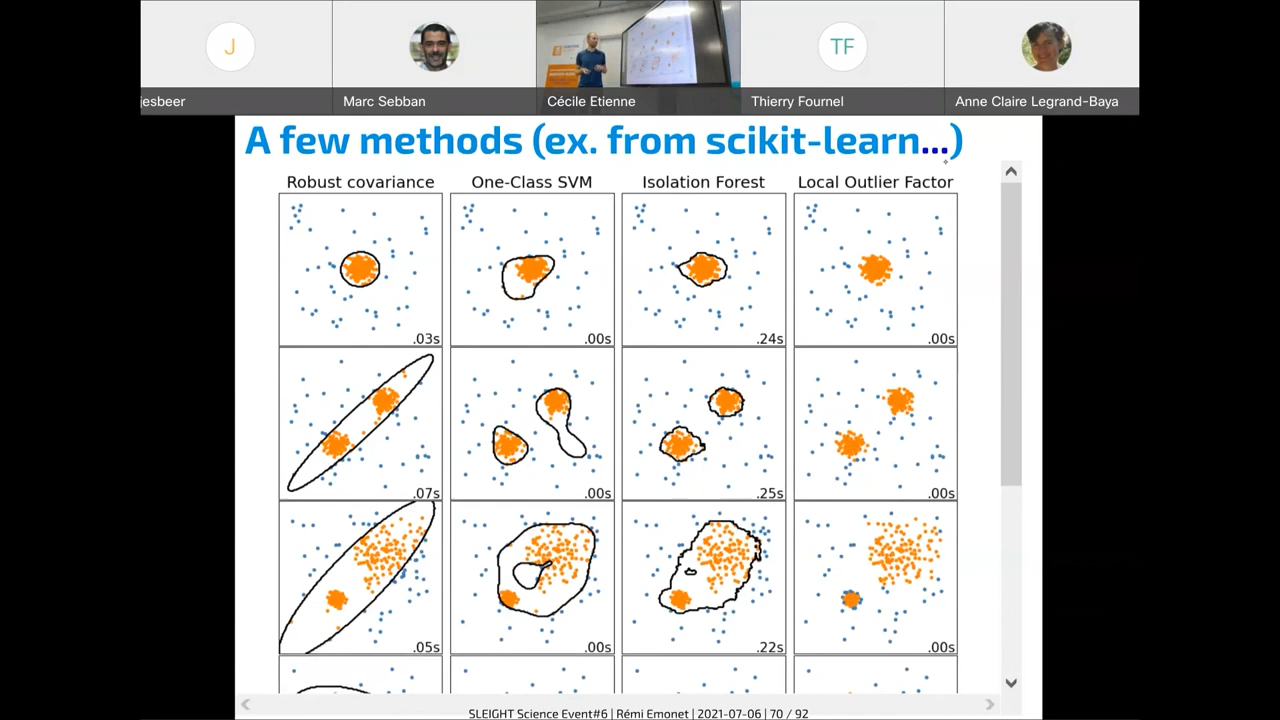 J
TF
jesbeer
Marc Sebban
Cécile Etienne
Thierry Fournel
Anne Claire Legrand-Baya
A few methods (ex. from scikit-learn...)
Robust covariance One-Class SVM Isolation Forest Local Outlier Factor
.03s .00s .24s .00s
.07s .00s .25s .00s
.05s .00s .22s .00s
SLEIGHT Science Event#6 | Rémi Emonet | 2021-07-06 | 70 / 92